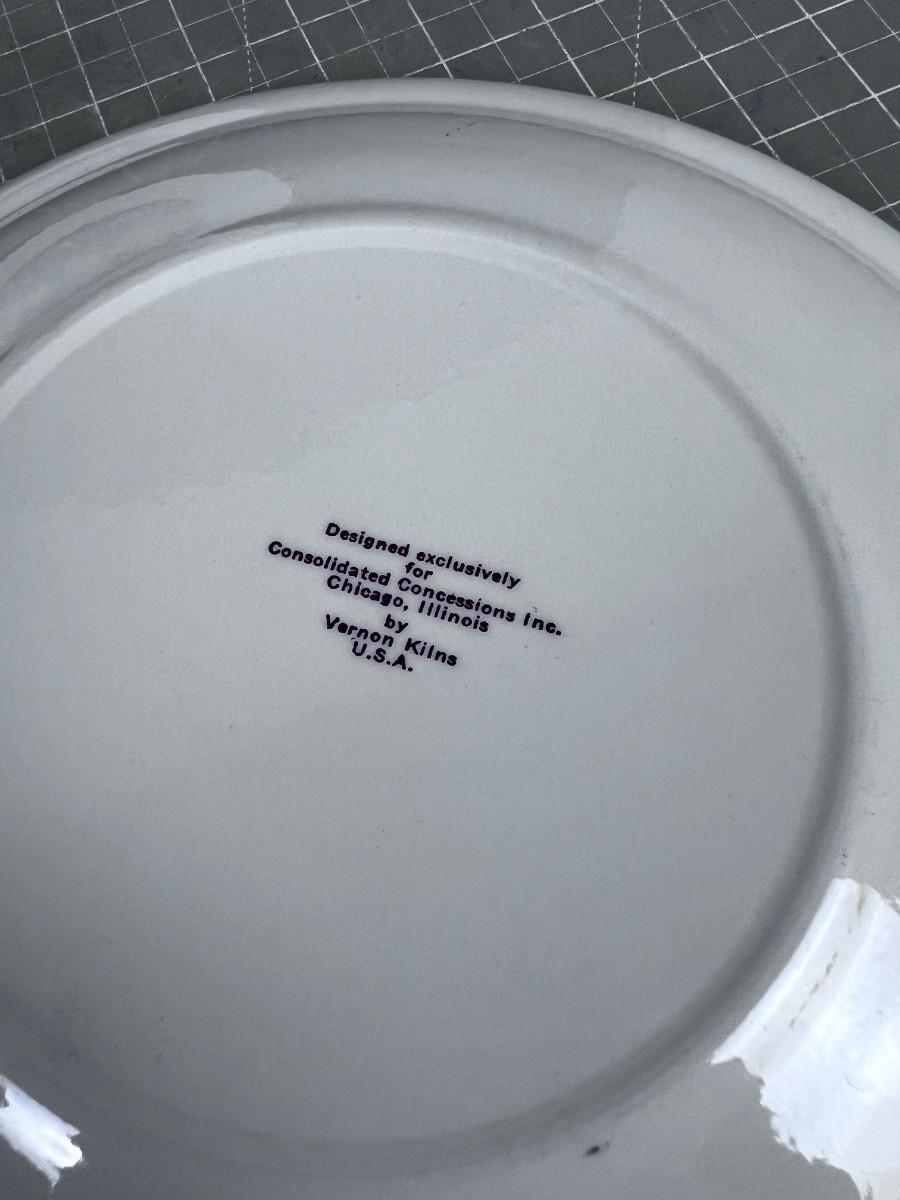 Designed exclusively
for
Consolidated Concessions Inc.
Chicago, Illinois
by
Vernon Kilns
U.S.A.